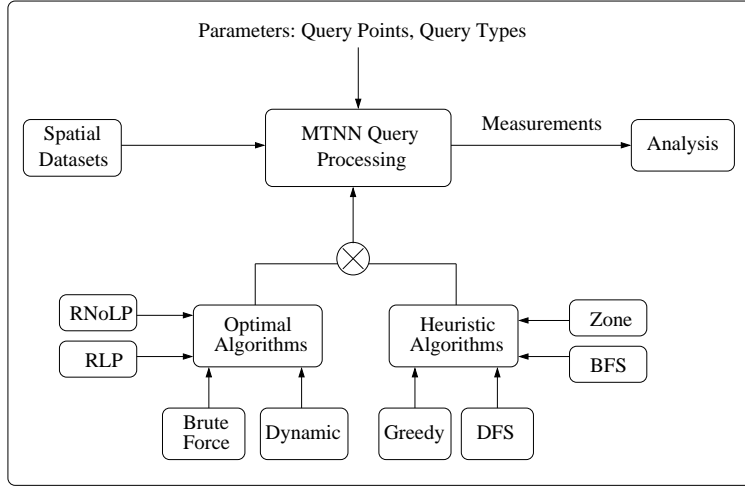 Parameters: Query Points, Query Types
Spatial
Datasets
MTNN Query
Processing
Measurements
Analysis
RNoLP
RLP
Optimal
Algorithms
Heuristic
Algorithms
Zone
BFS
Brute
Force
Dynamic
Greedy
DFS